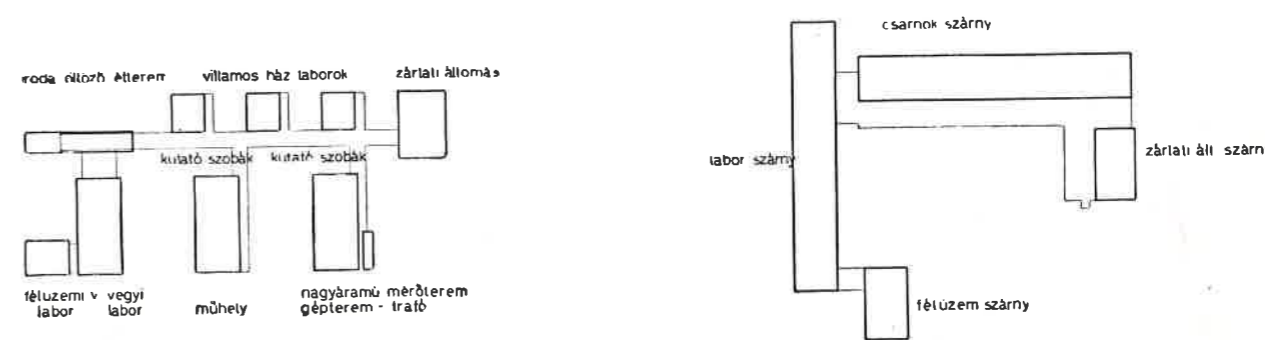 iroda öltöző étterem
villamos ház laborok
zárlati állomás
kutató szobák
kutató szobák
félüzemi v vegyi
labor labor
műhely
nagyáramú mérőterem
gépterem - trafó
csarnok szárny
labor szárny
zárlati áll szárn
félüzem szárny